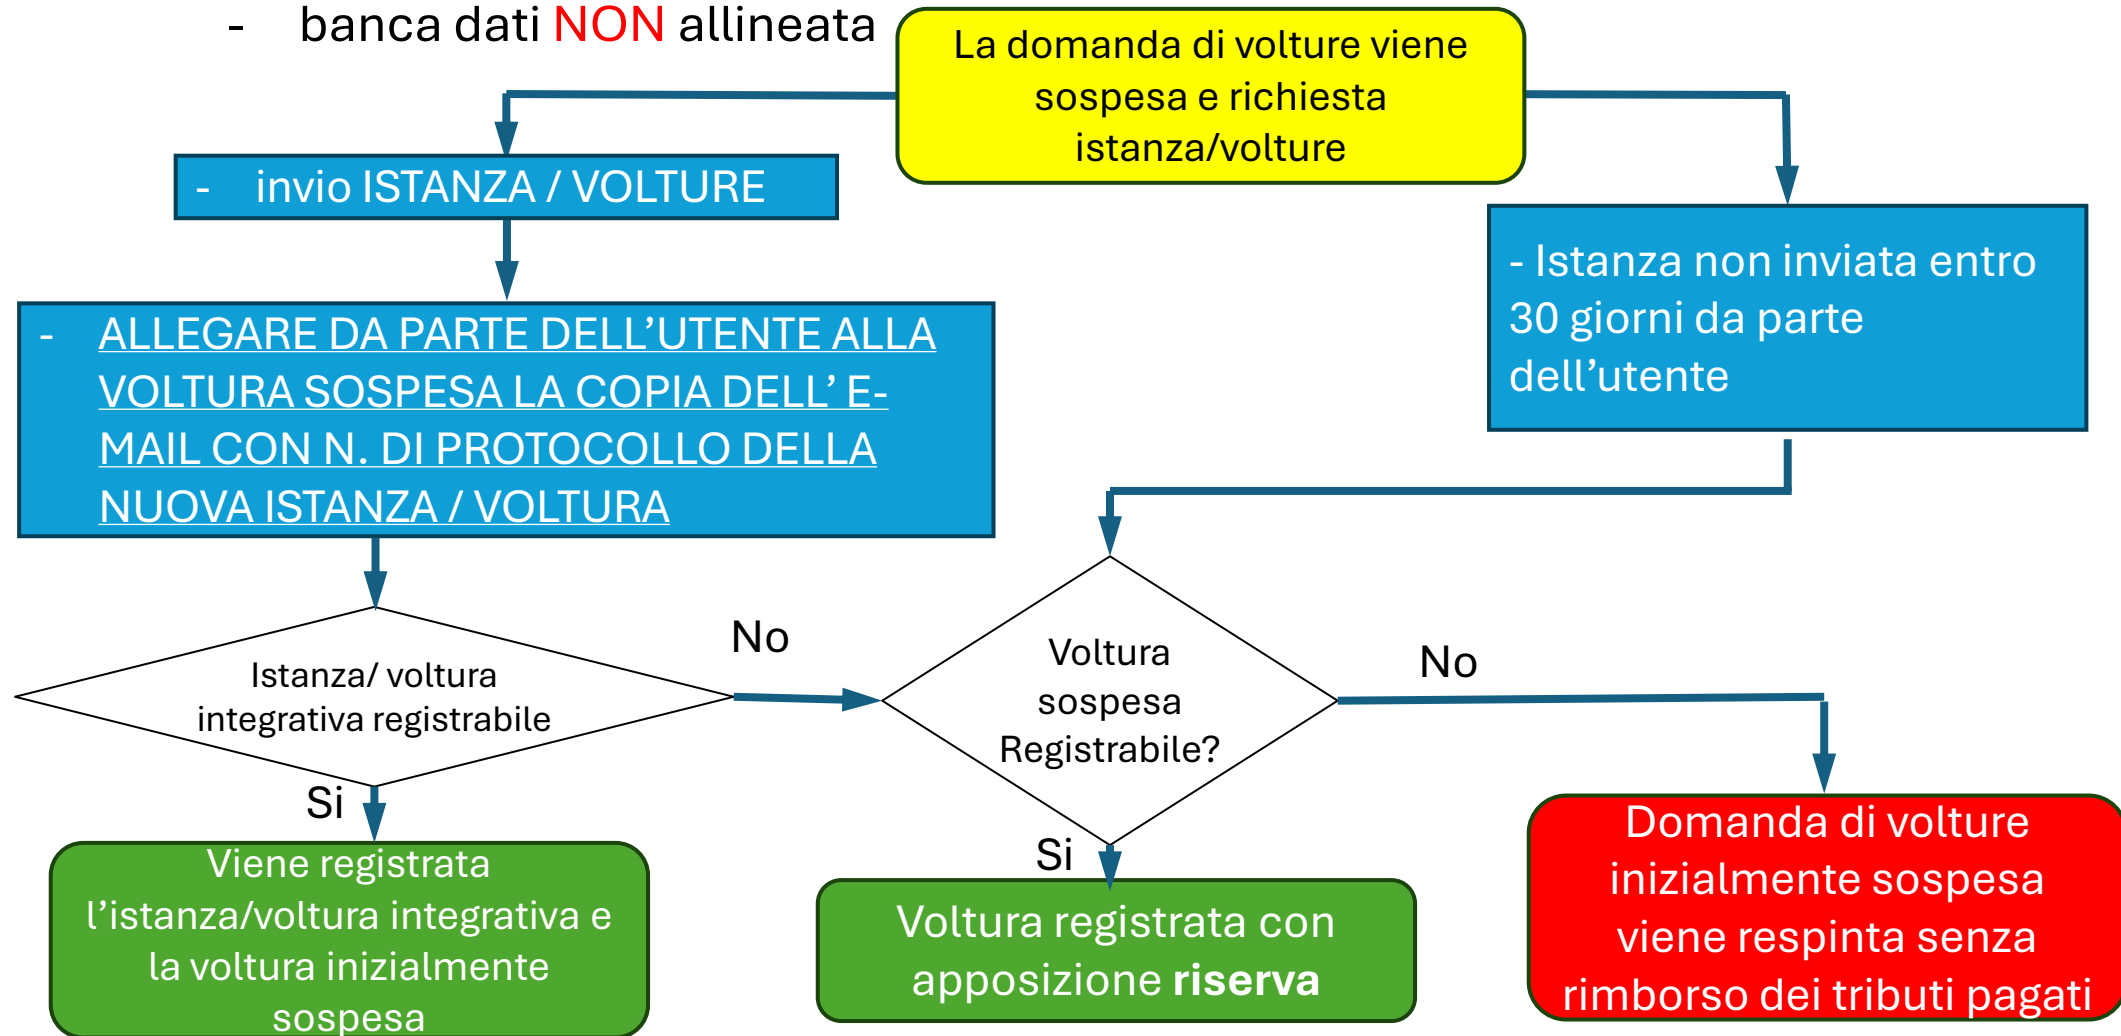 - banca dati NON allineata
La domanda di volture viene
sospesa e richiesta
istanza/volture
- invio ISTANZA / VOLTURE
- Istanza non inviata entro
30 giorni da parte
dell’utente
- ALLEGARE DA PARTE DELL’UTENTE ALLA
VOLTURA SOSPESA LA COPIA DELL’ E-
MAIL CON N. DI PROTOCOLLO DELLA
NUOVA ISTANZA / VOLTURA
Istanza/ voltura
integrativa registrabile
No
Voltura
sospesa
Registrabile?
No
Si
Viene registrata
l’istanza/voltura integrativa e
la voltura inizialmente
sospesa
Si
Voltura registrata con
apposizione riserva
Domanda di volture
inizialmente sospesa
viene respinta senza
rimborso dei tributi pagati